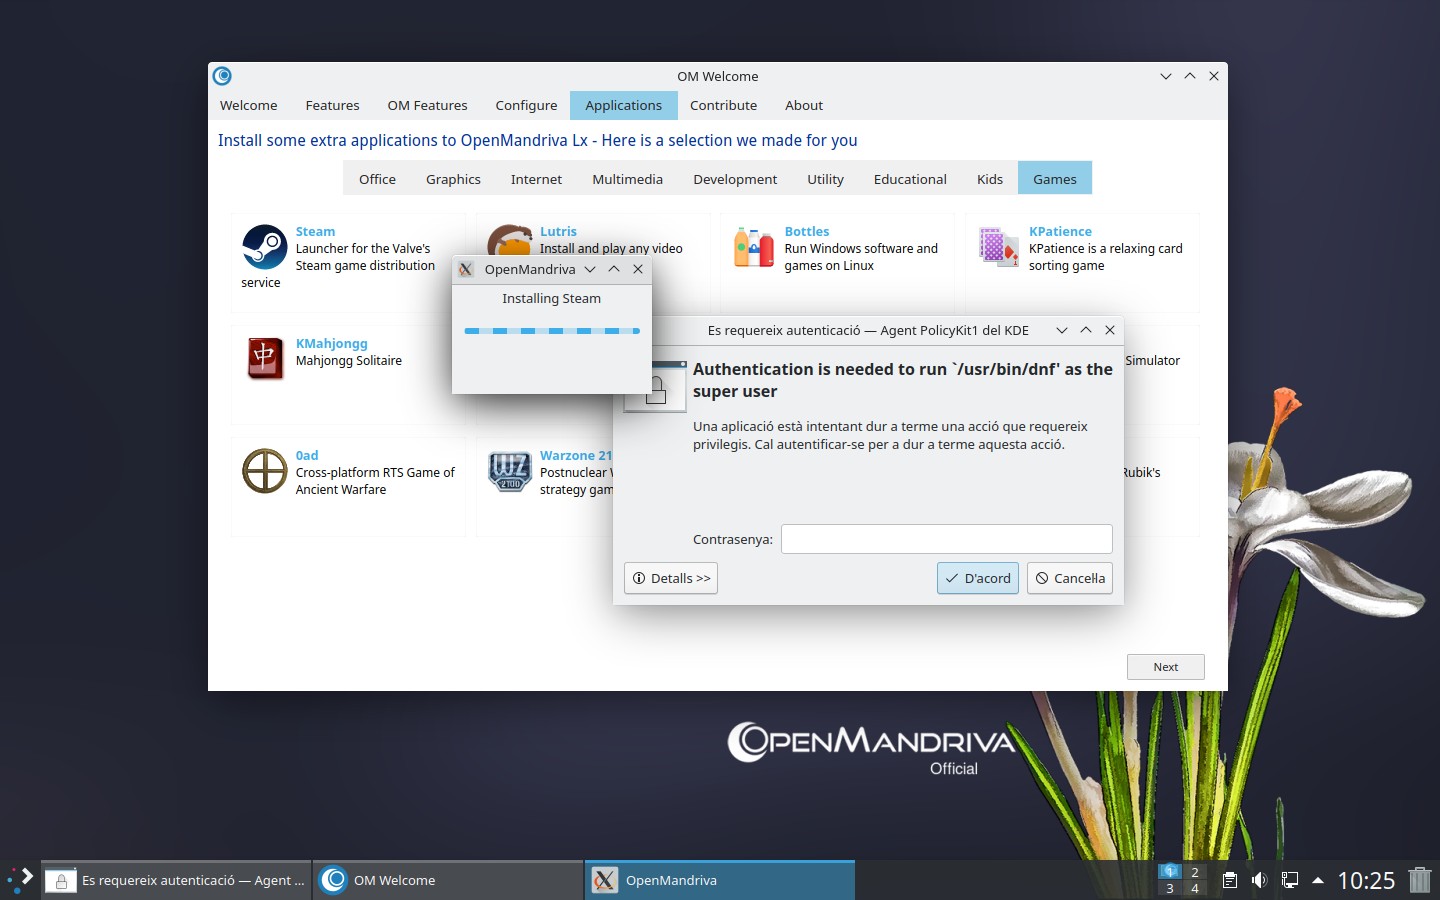 OM Welcome
Welcome
Features
OM Features
Configure
Applications
Contribute
About
Install some extra applications to OpenMandriva Lx - Here is a selection we made for you
Office
Graphics
Internet
Multimedia
Development
Utility
Educational
Kids
Games
Steam
Launcher for the Valve's
Steam game distribution
service
Lutris
Install and play any video
Bottles
Run Windows software and
games on Linux
KPatience
KPatience is a relaxing card
sorting game
OpenMandriva
Installing Steam
KMahjongg
Mahjong Solitaire
Simulator
Es requereix autenticació — Agent PolicyKit1 del KDE
Authentication is needed to run `/usr/bin/dnf' as the
super user
Una aplicació està intentant dur a terme una acció que requereix
privilegis. Cal autentificar-se per a dur a terme aquesta acció.
Contrasenya:
Detalls >>
D'acord
Cancel·la
0ad
Cross-platform RTS Game of
Ancient Warfare
Warzone 21
Postnuclear
strategy gam
WZ
2100
Rubik's
Next
OPENMANDRIVA
Official
Es requereix autenticació — Agent ...
OM Welcome
OpenMandriva
1 2
3 4
10:25